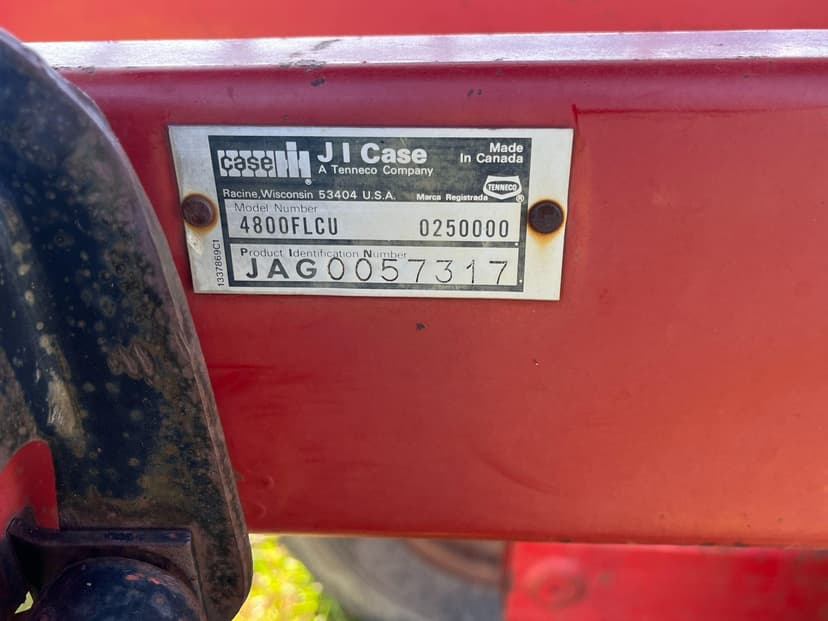 case IH
J I Case
A Tenneco Company
Made
In Canada
Racine, Wisconsin 53404 U.S.A.
Marca Registrada
TENNECO
®
®
Model Number
4800FLCU 0250000
Product Identification Number
JAG0057317
1337869C1